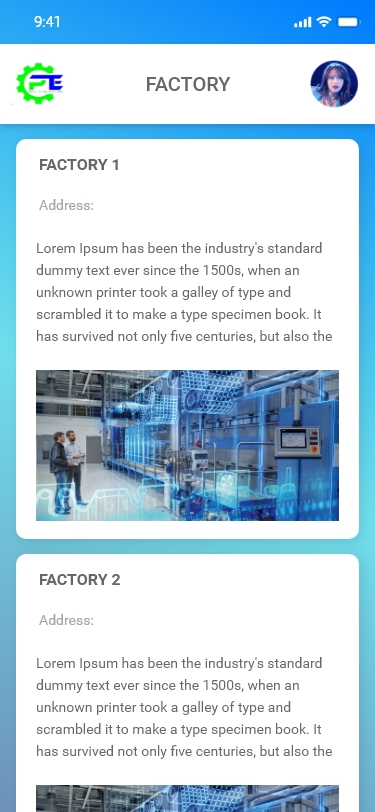 9:41
FACTORY
FACTORY 1
Address:
Lorem Ipsum has been the industry's standard
dummy text ever since the 1500s, when an
unknown printer took a galley of type and
scrambled it to make a type specimen book. It
has survived not only five centuries, but also the
FACTORY 2
Address:
Lorem Ipsum has been the industry's standard
dummy text ever since the 1500s, when an
unknown printer took a galley of type and
scrambled it to make a type specimen book. It
has survived not only five centuries, but also the